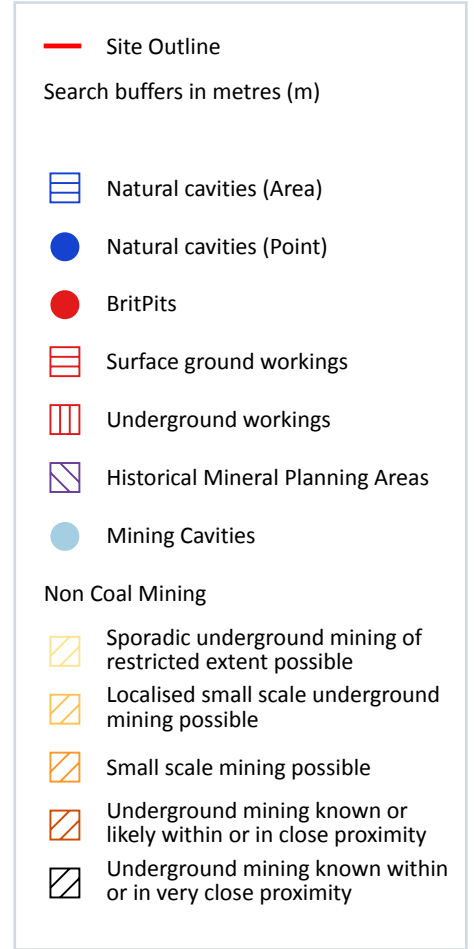 Site Outline
Search buffers in metres (m)
Natural cavities (Area)
Natural cavities (Point)
BritPits
Surface ground workings
Underground workings
Historical Mineral Planning Areas
Mining Cavities
Non Coal Mining
Sporadic underground mining of
restricted extent possible
Localised small scale underground
mining possible
Small scale mining possible
Underground mining known or
likely within or in close proximity
Underground mining known within
or in very close proximity